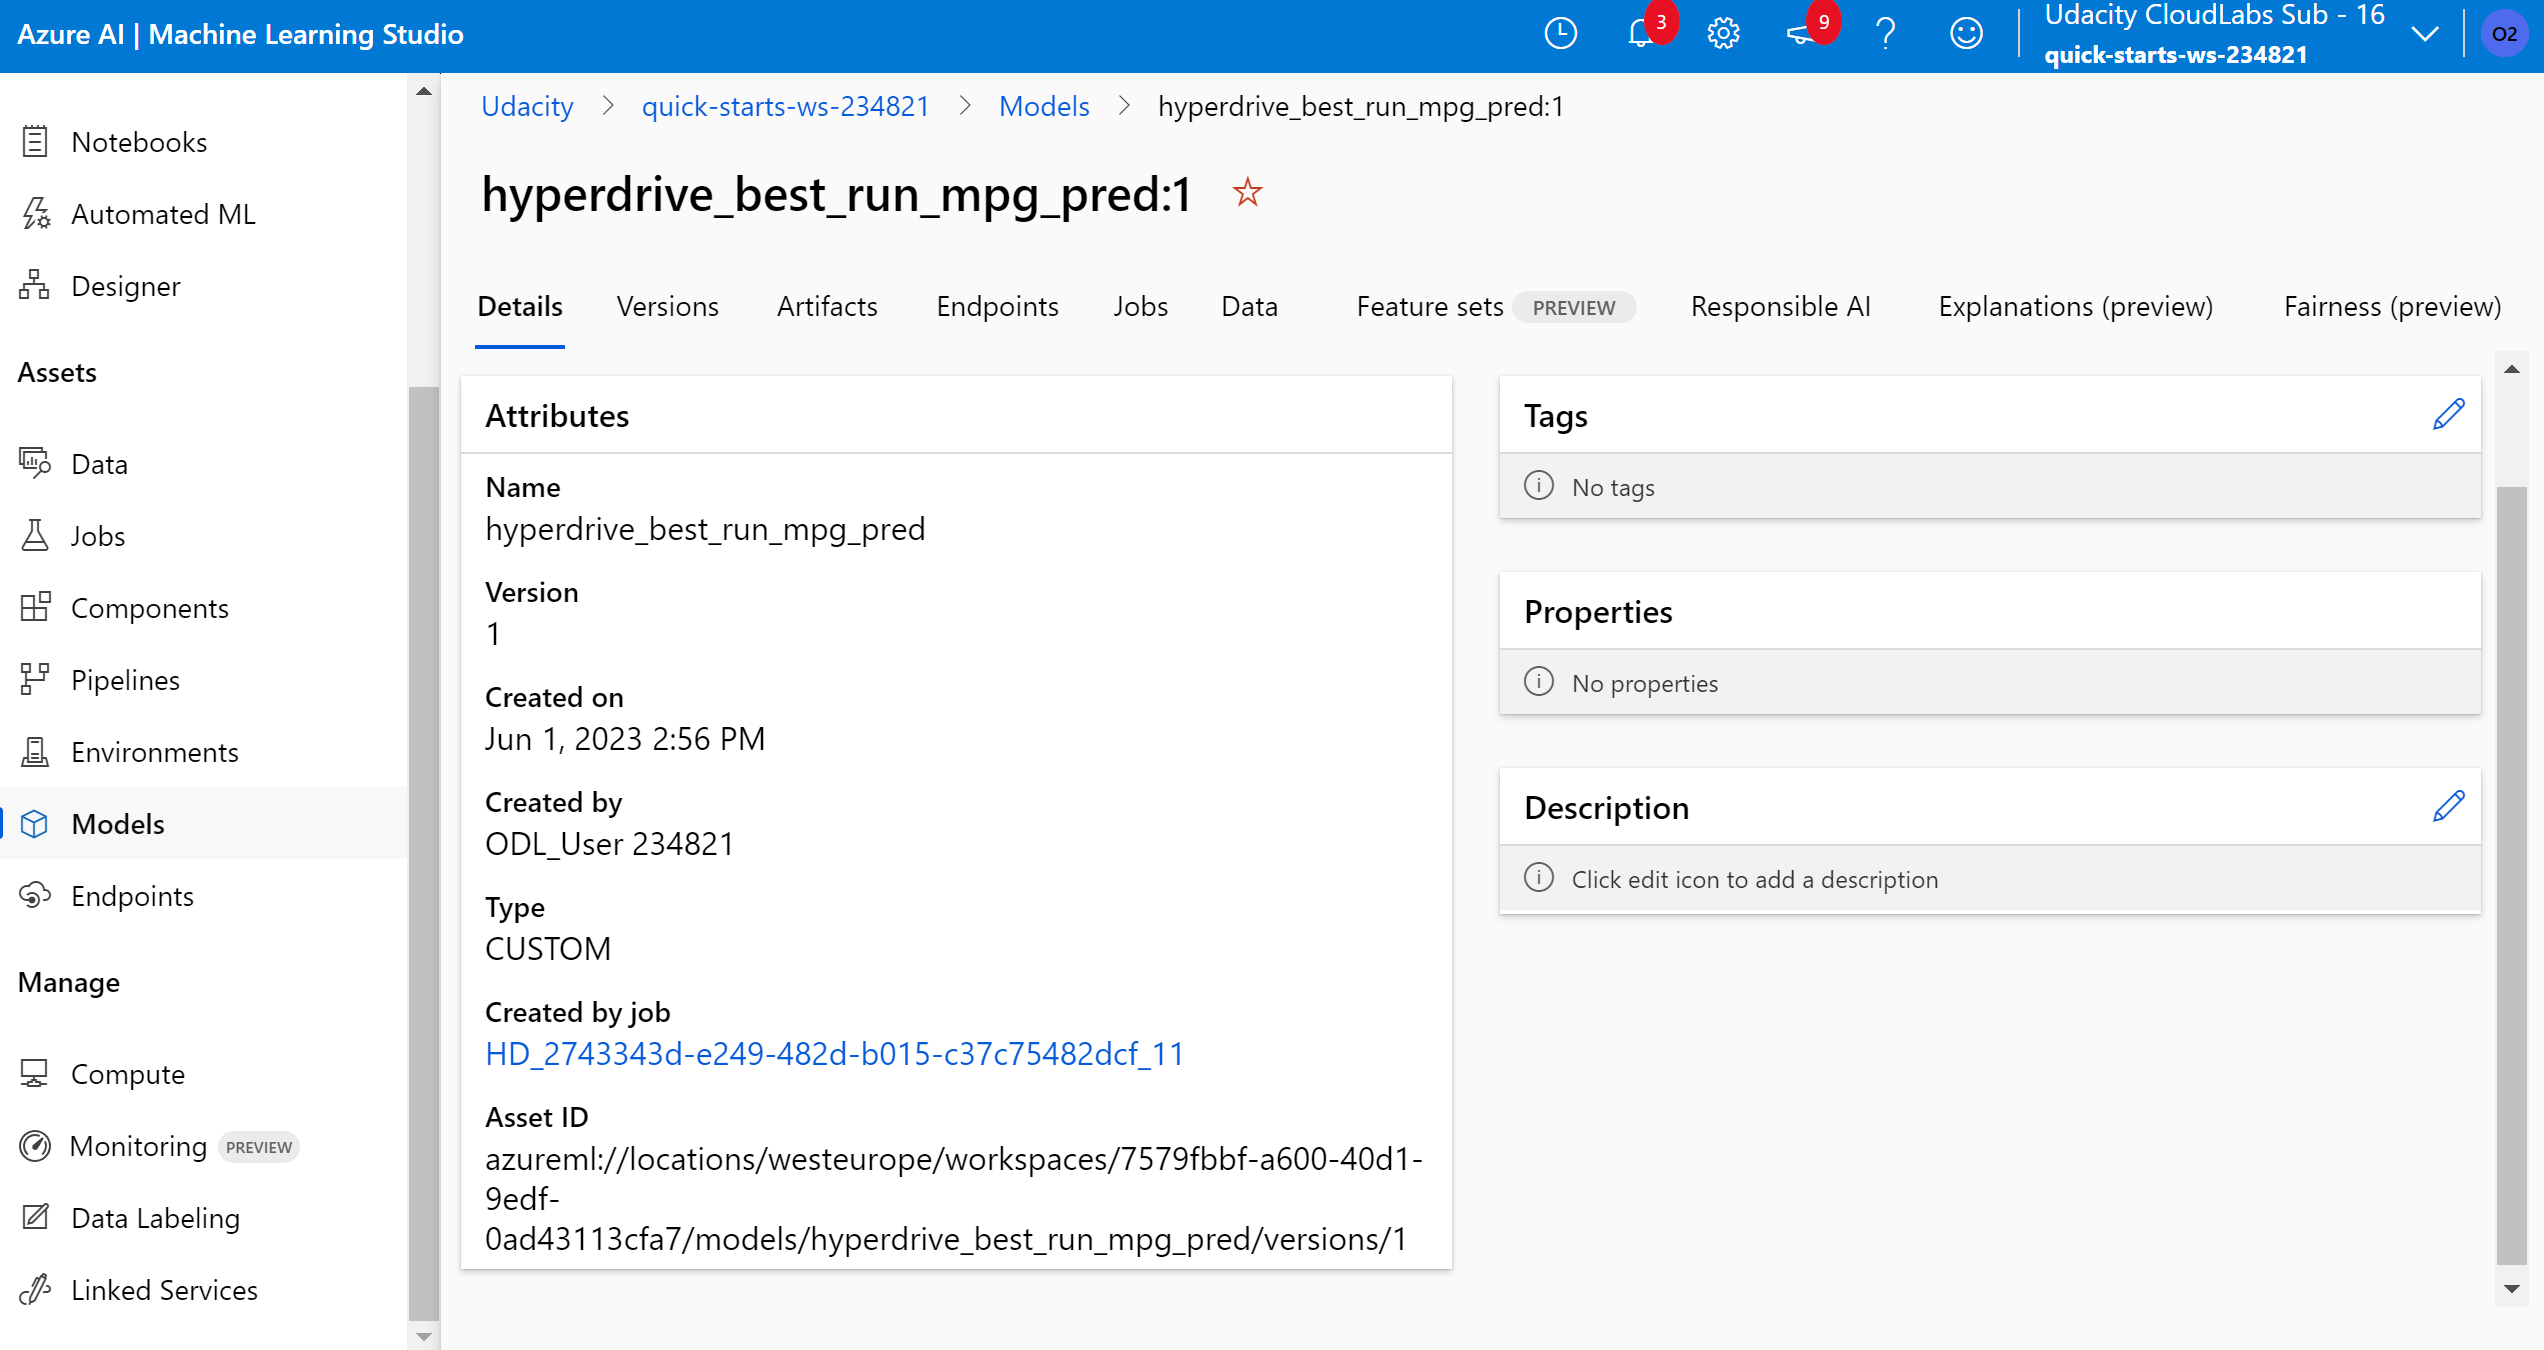 Azure AI | Machine Learning Studio
3
9
Udacity CloudLabs Sub - 16
quick-starts-ws-234821
O2
Notebooks
Automated ML
Designer
Assets
Data
Jobs
Components
Pipelines
Environments
Models
Endpoints
Manage
Compute
Monitoring PREVIEW
Data Labeling
Linked Services
Udacity > quick-starts-ws-234821 > Models > hyperdrive_best_run_mpg_pred:1
hyperdrive_best_run_mpg_pred:1
Details Versions Artifacts Endpoints Jobs Data Feature sets PREVIEW Responsible AI Explanations (preview) Fairness (preview)
Attributes
Name
hyperdrive_best_run_mpg_pred
Version
1
Created on
Jun 1, 2023 2:56 PM
Created by
ODL_User 234821
Type
CUSTOM
Created by job
HD_2743343d-e249-482d-b015-c37c75482dcf_11
Asset ID
azureml://locations/westeurope/workspaces/7579fbbf-a600-40d1-
9edf-
0ad43113cfa7/models/hyperdrive_best_run_mpg_pred/versions/1
Tags
No tags
Properties
No properties
Description
Click edit icon to add a description